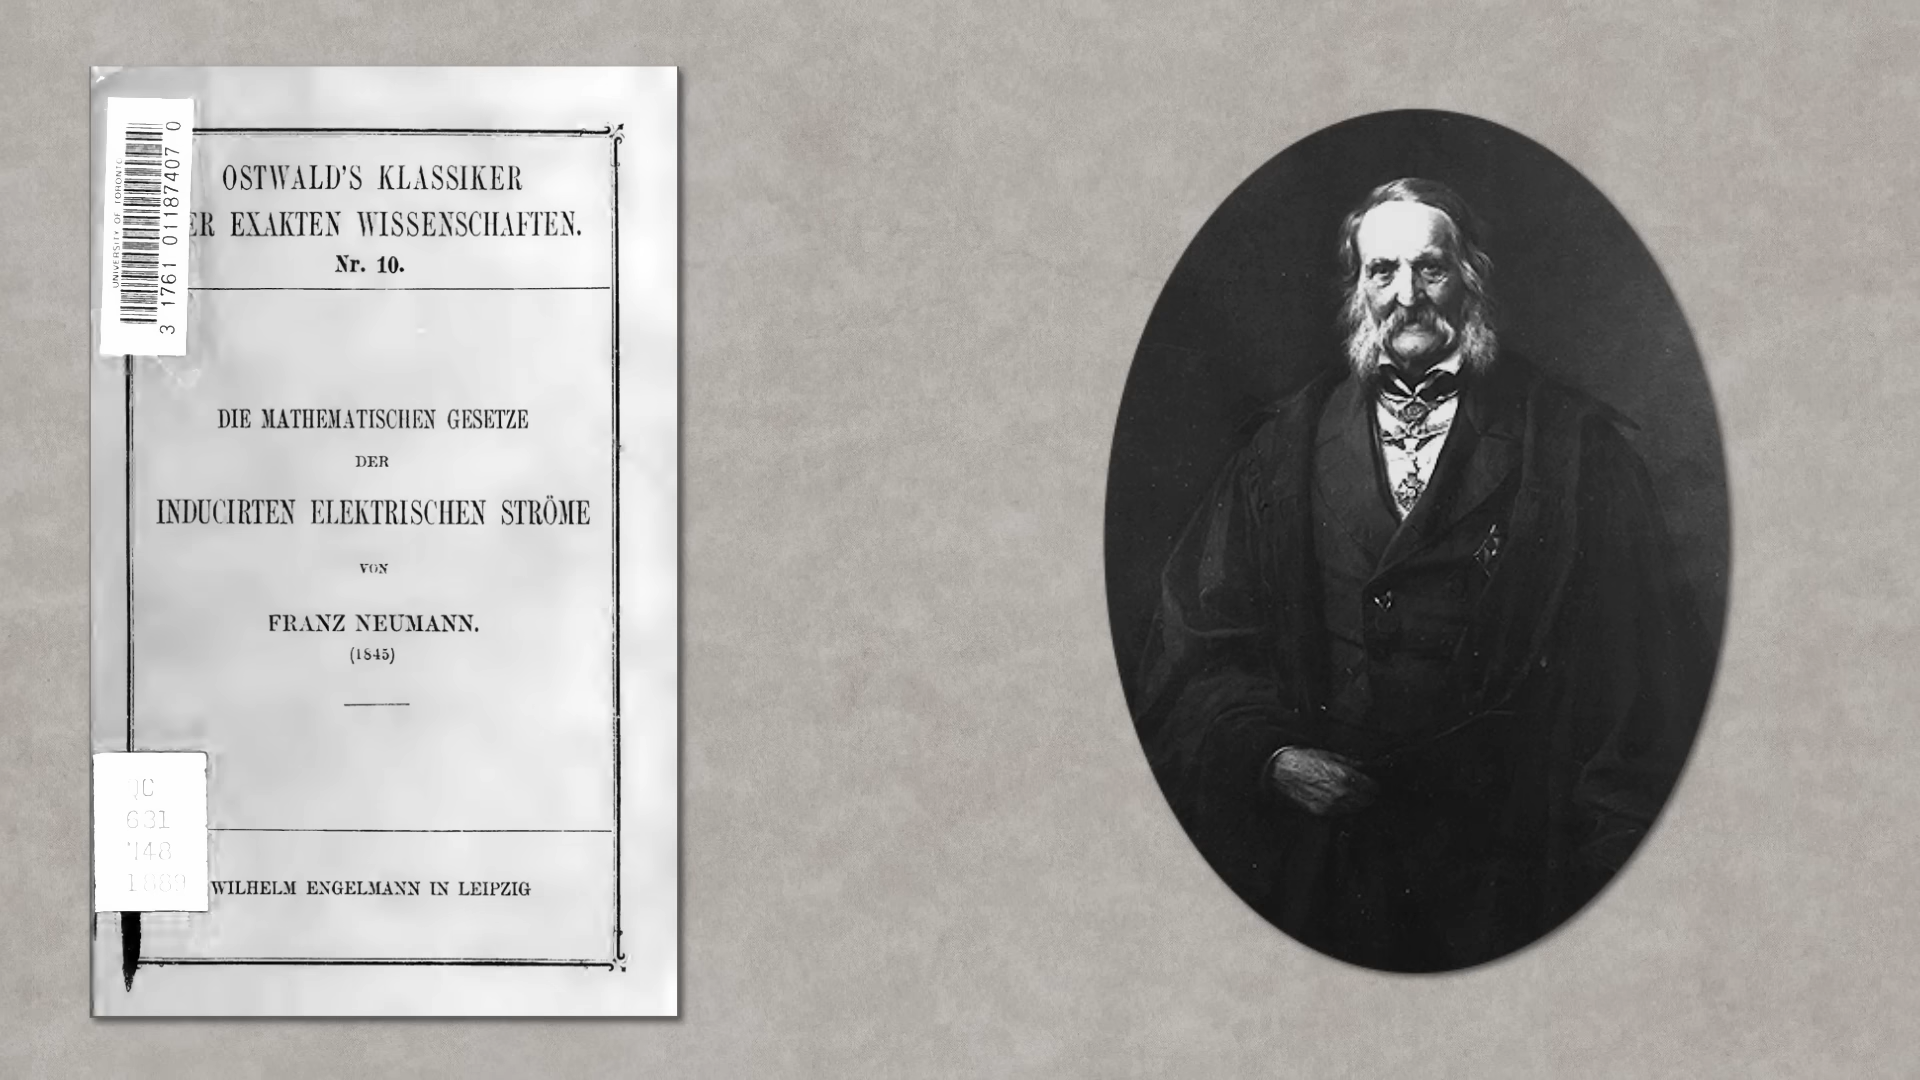 OSTWALD'S KLASSIKER
ER EXAKTEN WISSENSCHAFTEN.
Nr. 10.
UNIVERSITY OF TORONTO
3 1761 01187407 0
DIE MATHEMATISCHEN GESETZE
DER
INDUCIRTEN ELEKTRISCHEN STRÖME
VON
FRANZ NEUMANN.
(1845)
QC
631
1889
WILHELM ENGELMANN IN LEIPZIG